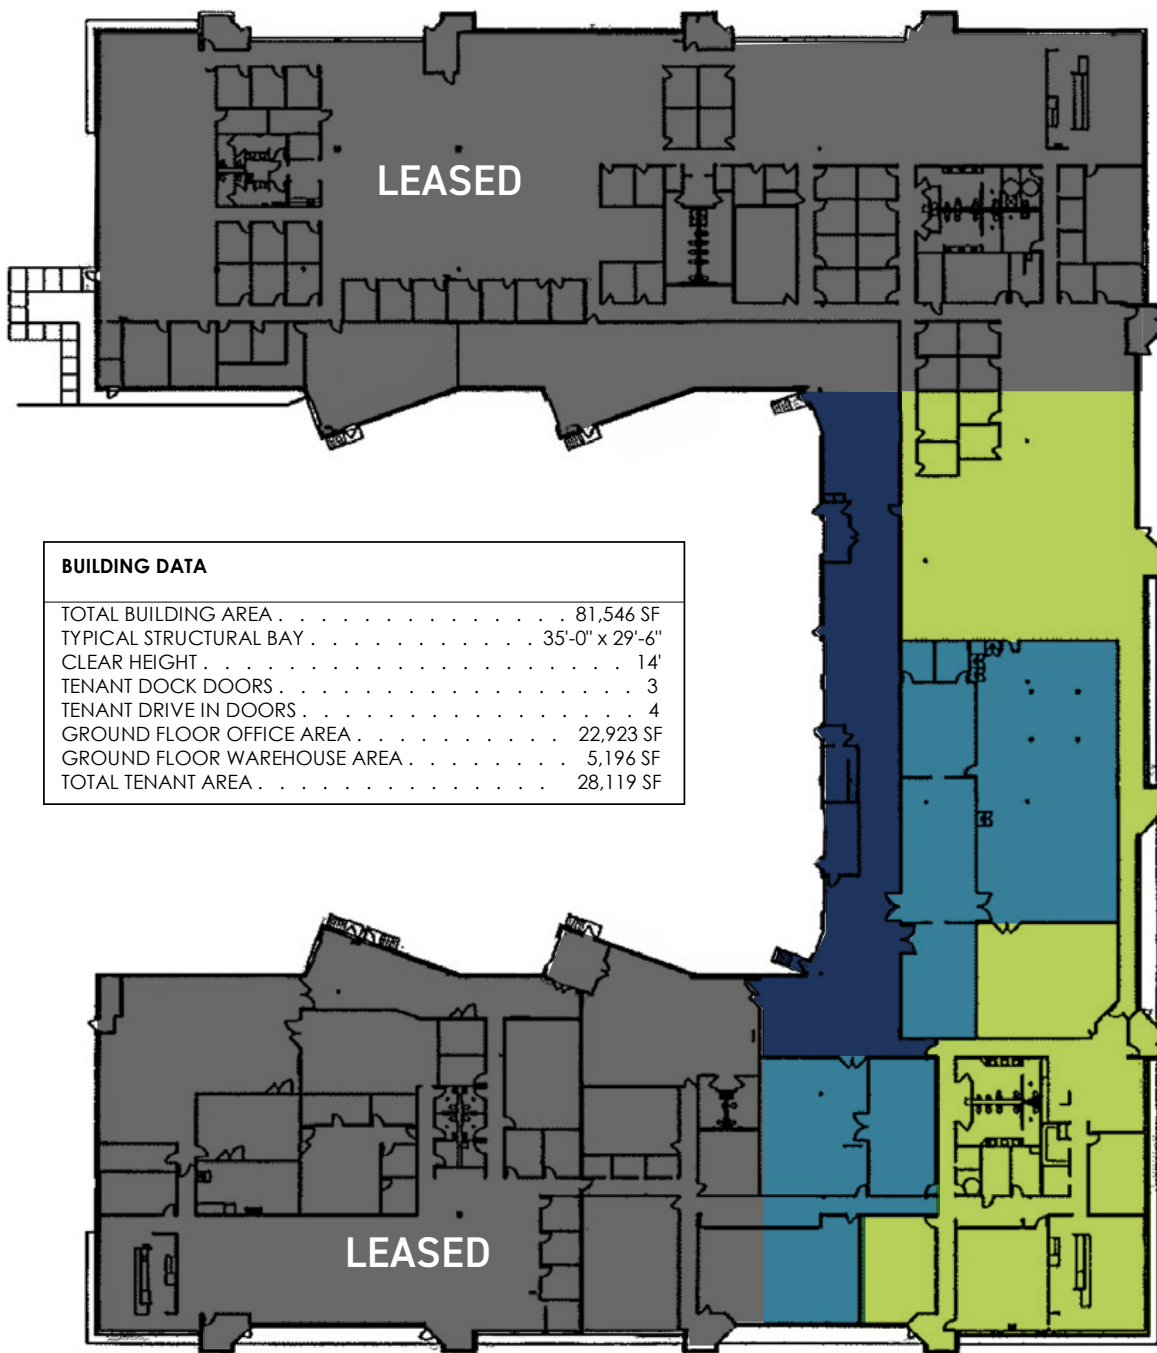 LEASED
BUILDING DATA
TOTAL BUILDING AREA . . . . . . . . . . . . . . 81,546 SF
TYPICAL STRUCTURAL BAY . . . . . . . . . . . . 35'-0" x 29'-6"
CLEAR HEIGHT . . . . . . . . . . . . . . . . . . . . . 14'
TENANT DOCK DOORS . . . . . . . . . . . . . . . . . . 3
TENANT DRIVE IN DOORS . . . . . . . . . . . . . . . . . 4
GROUND FLOOR OFFICE AREA . . . . . . . . . . 22,923 SF
GROUND FLOOR WAREHOUSE AREA . . . . . . . . 5,196 SF
TOTAL TENANT AREA . . . . . . . . . . . . . . 28,119 SF
LEASED